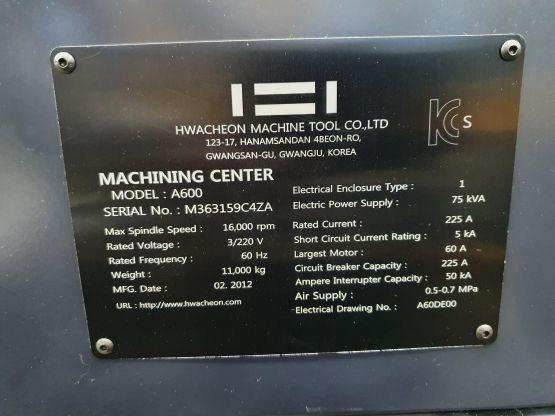 HWACHEON MACHINE TOOL CO.,LTD
123-17, HANAMSANDAN 4BEON-RO,
GWANGSAN-GU, GWANGJU, KOREA
KC S
MACHINING CENTER
MODEL : A600
SERIAL No. : M363159C4ZA
Max Spindle Speed : 16,000 rpm
Rated Voltage : 3/220 V
Rated Frequency : 60 Hz
Weight : 11,000 kg
MFG. Date : 02. 2012
URL : http://www.hwacheon.com
Electrical Enclosure Type : 1
Electric Power Supply : 75 kVA
Rated Current : 225 A
Short Circuit Current Rating : 5 kA
Largest Motor : 60 A
Circuit Breaker Capacity : 225 A
Ampere Interrupter Capacity : 50 kA
Air Supply : 0.5-0.7 MPa
Electrical Drawing No. : A60DE00